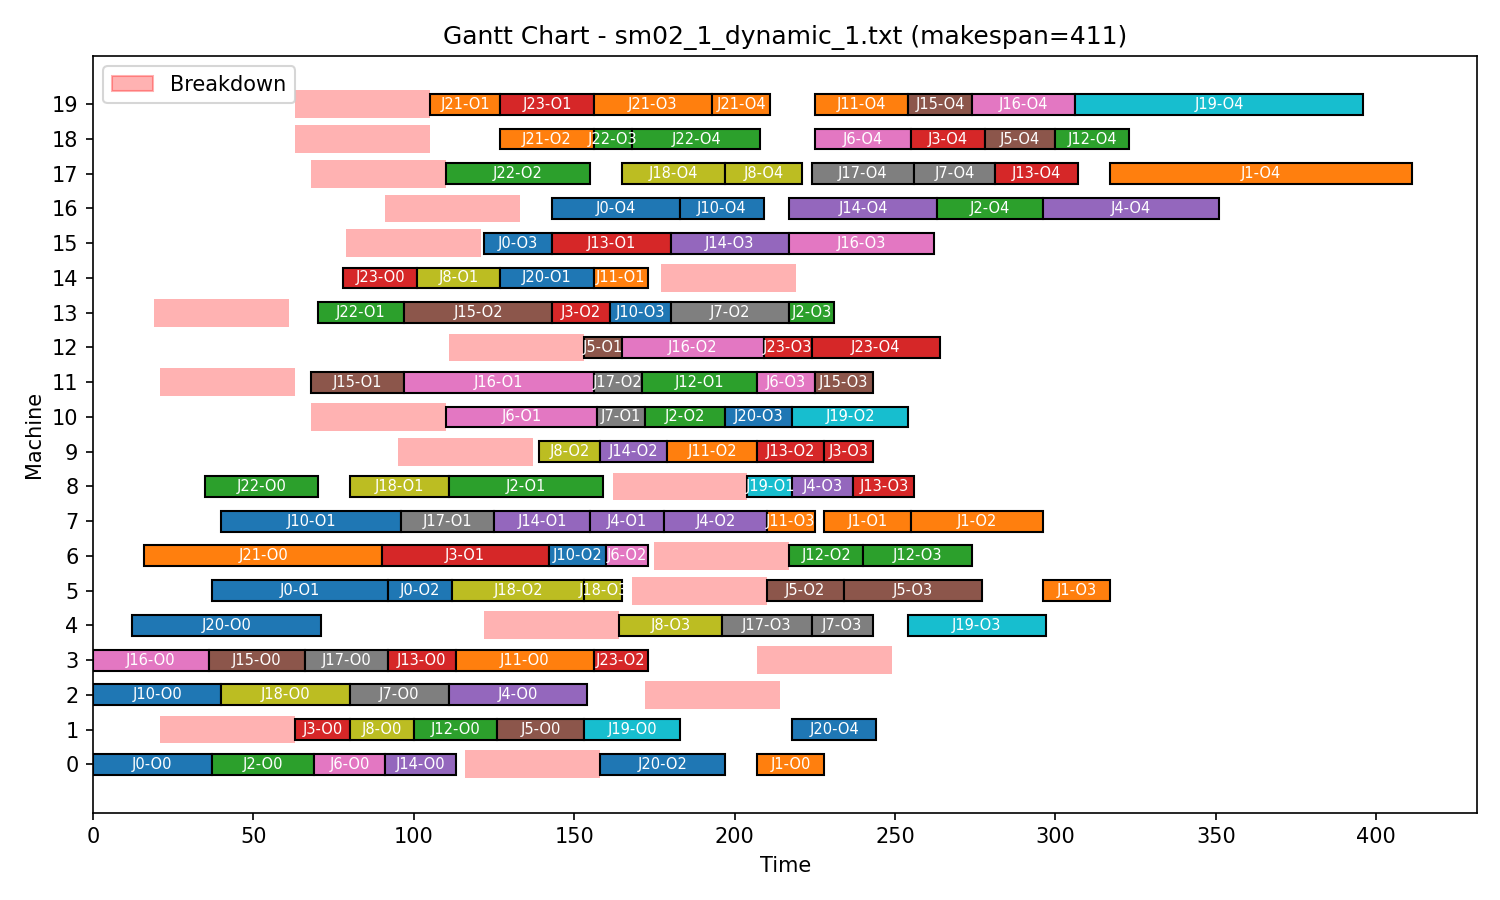 Gantt Chart - sm02_1_dynamic_1.txt (makespan=411)
Breakdown
19 J21-O1 J23-O1 J21-O3 J21-O4 J11-O4 J15-O4 J16-O4 J19-O4
18 J21-O2 J22-O3 J22-O4 J6-O4 J3-O4 J5-O4 J12-O4
17 J22-O2 J18-O4 J8-O4 J17-O4 J7-O4 J13-O4 J1-O4
16 J0-O4 J10-O4 J14-O4 J2-O4 J4-O4
15 J0-O3 J13-O1 J14-O3 J16-O3
14 J23-O0 J8-O1 J20-O1 J11-O1
13 J22-O1 J15-O2 J3-O2 J10-O3 J7-O2 J2-O3
12 J5-O1 J16-O2 J23-O3 J23-O4
11 J15-O1 J16-O1 J17-O2 J12-O1 J6-O3 J15-O3
10 J6-O1 J7-O1 J2-O2 J20-O3 J19-O2
9 J8-O2 J14-O2 J11-O2 J13-O2 J3-O3
8 J22-O0 J18-O1 J2-O1 J19-O1 J4-O3 J13-O3
7 J10-O1 J17-O1 J14-O1 J4-O1 J4-O2 J11-O3 J1-O1 J1-O2
6 J21-O0 J3-O1 J10-O2 J6-O2 J12-O2 J12-O3
5 J0-O1 J0-O2 J18-O2 J18-O3 J5-O2 J5-O3 J1-O3
4 J20-O0 J8-O3 J17-O3 J7-O3 J19-O3
3 J16-O0 J15-O0 J17-O0 J13-O0 J11-O0 J23-O2
2 J10-O0 J18-O0 J7-O0 J4-O0
1 J3-O0 J8-O0 J12-O0 J5-O0 J19-O0 J20-O4
0 J0-O0 J2-O0 J6-O0 J14-O0 J20-O2 J1-O0
Machine
0 50 100 150 200 250 300 350 400
Time